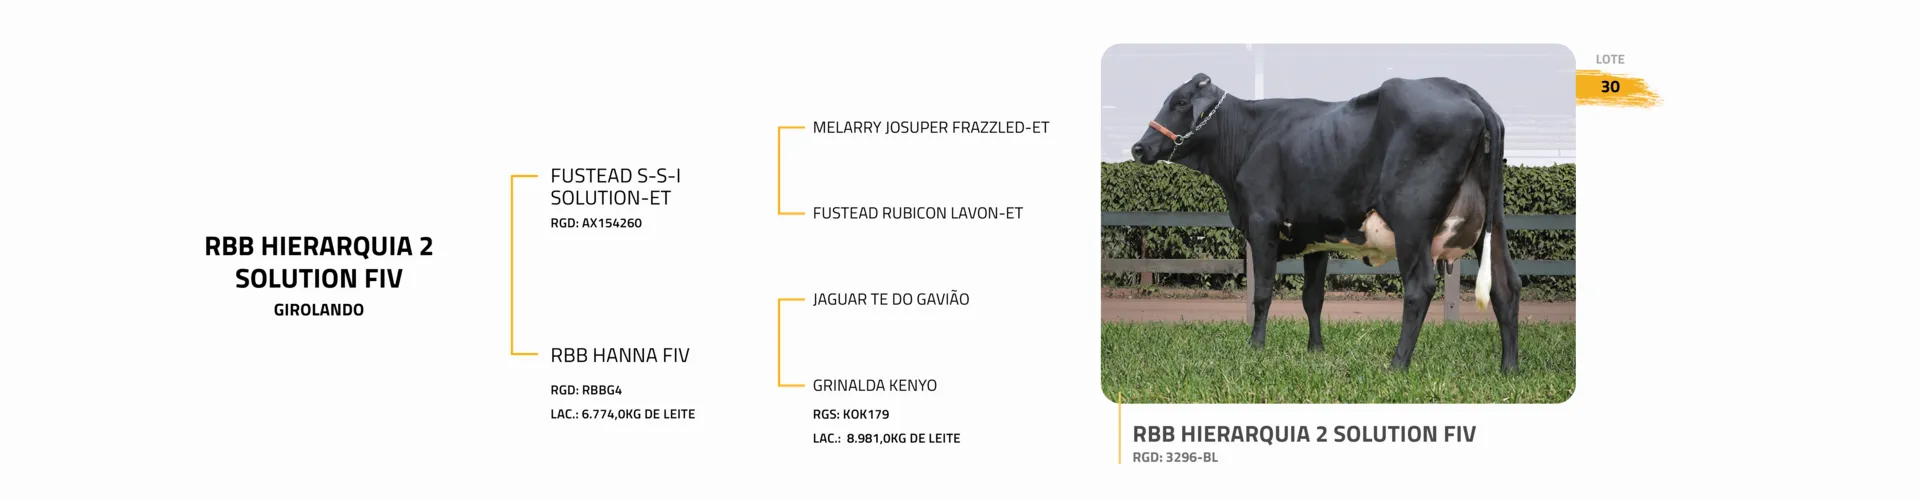 RBB HIERARQUIA 2
SOLUTION FIV
GIROLANDO
FUSTEAD S-S-I
SOLUTION-ET
RGD: AX154260
RBB HANNA FIV
RGD: RBBG4
LAC.: 6.774,0KG DE LEITE
MELARRY JOSUPER FRAZZLED-ET
FUSTEAD RUBICON LAVON-ET
JAGUAR TE DO GAVIÃO
GRINALDA KENYO
RGS: KOK179
LAC.: 8.981,0KG DE LEITE
LOTE
30
RBB HIERARQUIA 2 SOLUTION FIV
RGD: 3296-BL